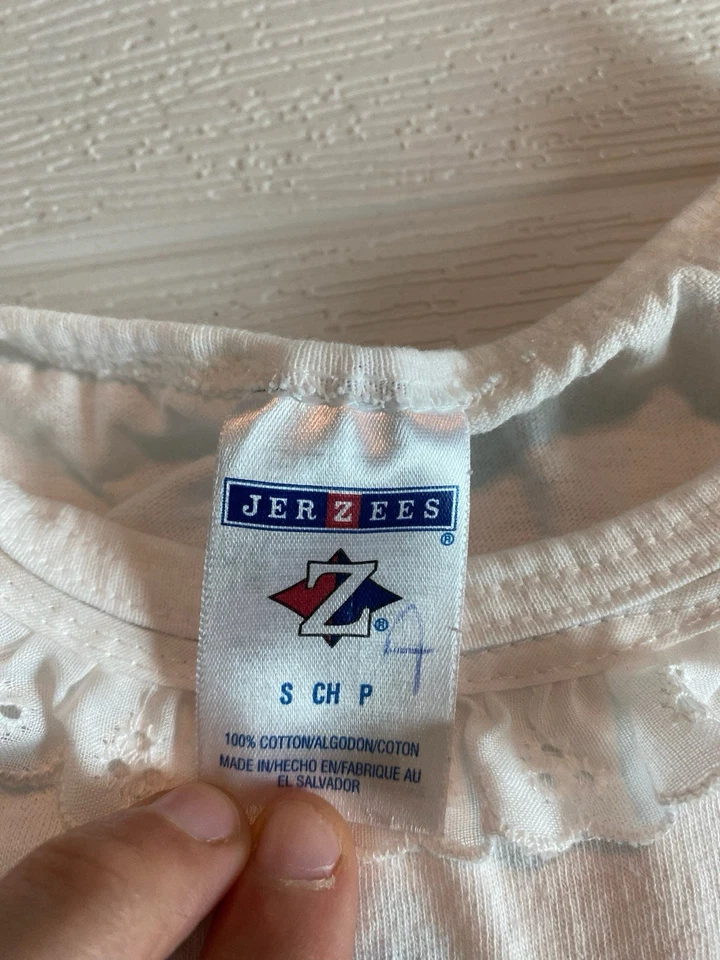 JERZEES®
Z®
S CH P
100% COTTON/ALGODON/COTON
MADE IN/HECHO EN/FABRIQUE AU
EL SALVADOR